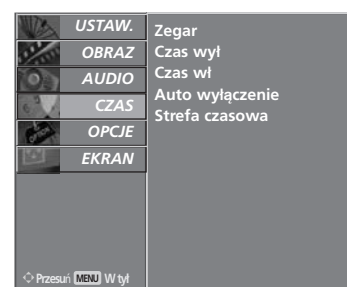 USTAW.
OBRAZ
AUDIO
CZAS
OPCJE
EKRAN
Zegar
Czas wył
Czas wł
Auto wyłączenie
Strefa czasowa
Przesuń MENU W tył